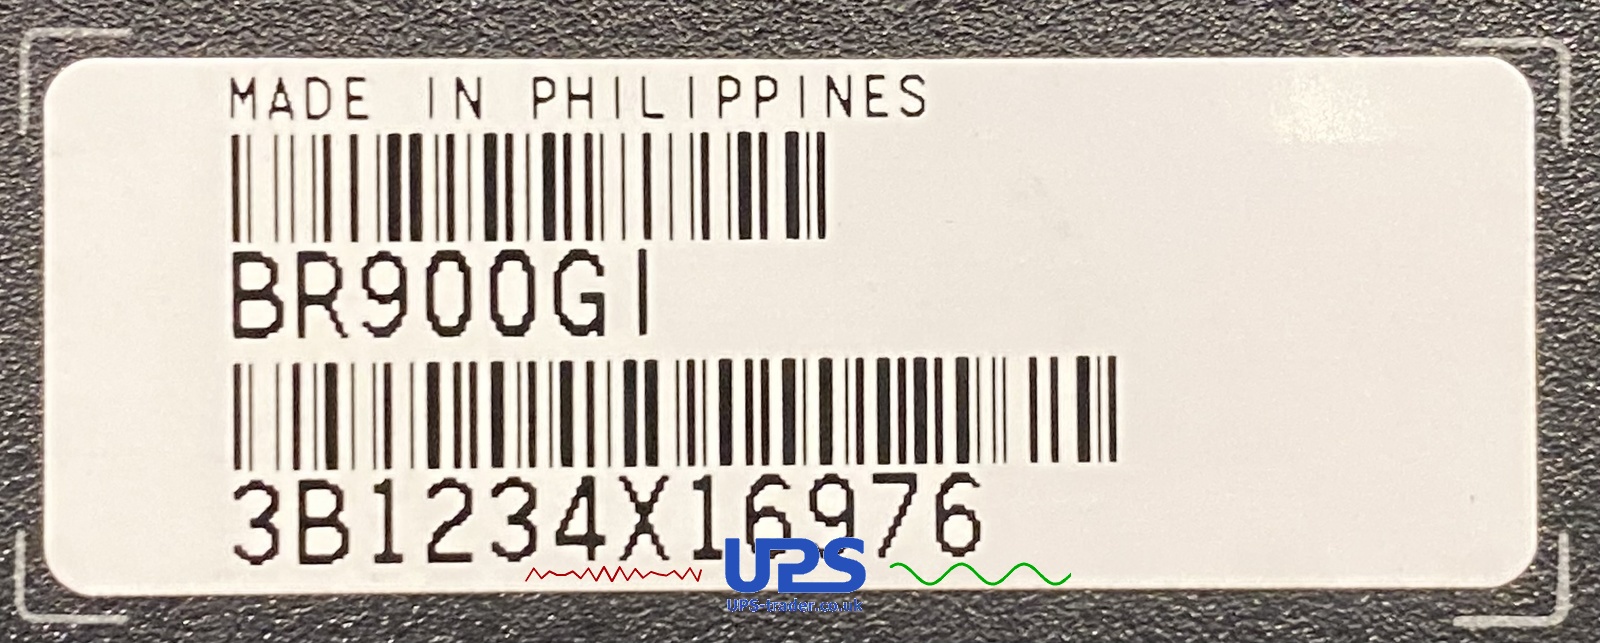 MADE IN PHILIPPINES
BR900GI
3B1234X16976
UPS
UPS-trader.co.uk